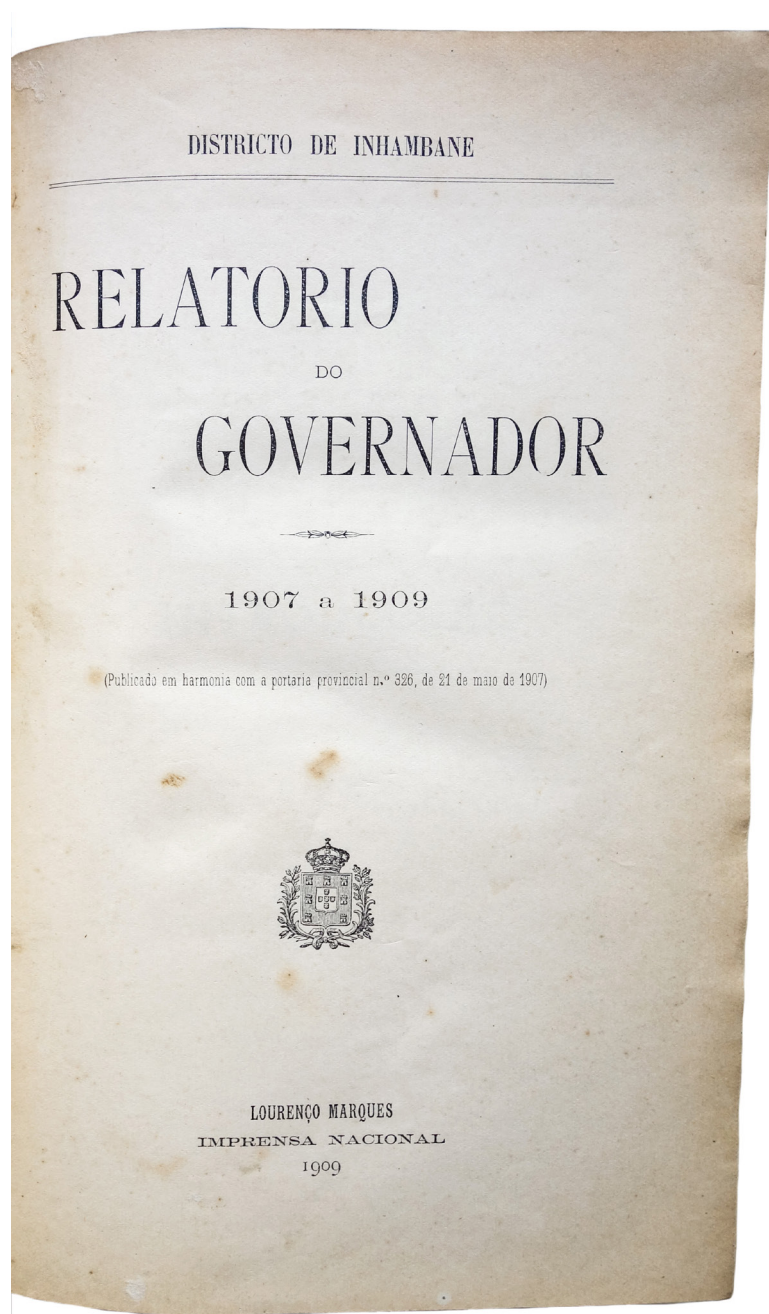 DISTRICTO DE INHAMBANE
RELATORIO
DO
GOVERNADOR
1907 a 1909
(Publicado em harmonia com a portaria provincial n.º 326, de 21 de maio de 1907)
LOURENÇO MARQUES
IMPRENSA NACIONAL
1909